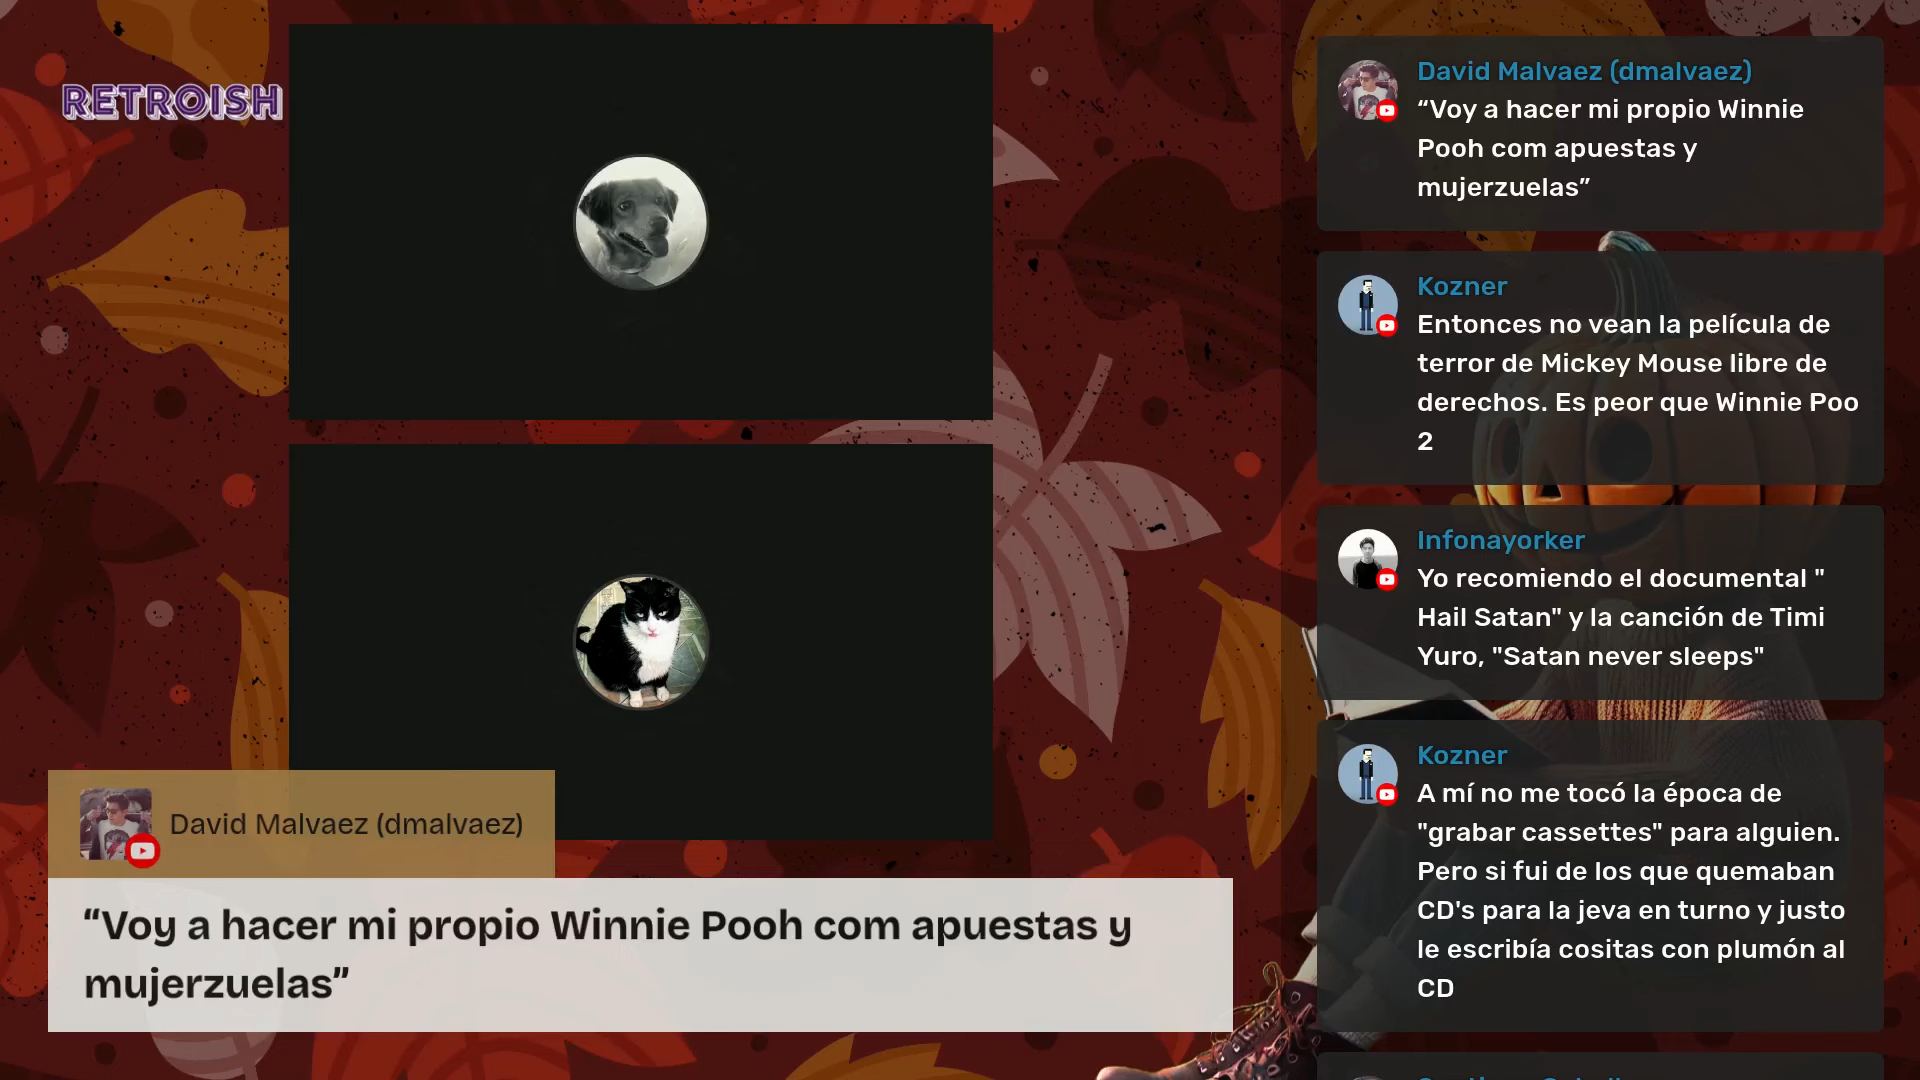 RETROISH
David Malvaez (dmalvaez)
“Voy a hacer mi propio Winnie
Pooh com apuestas y
mujerzuelas”
Kozner
Entonces no vean la película de
terror de Mickey Mouse libre de
derechos. Es peor que Winnie Poo
2
Infonayorker
Yo recomiendo el documental "
Hail Satan" y la canción de Timi
Yuro, "Satan never sleeps"
Kozner
A mí no me tocó la época de
"grabar cassettes" para alguien.
Pero si fui de los que quemaban
CD's para la jeva en turno y justo
le escribía cositas con plumón al
CD
David Malvaez (dmalvaez)
“Voy a hacer mi propio Winnie Pooh com apuestas y
mujerzuelas”